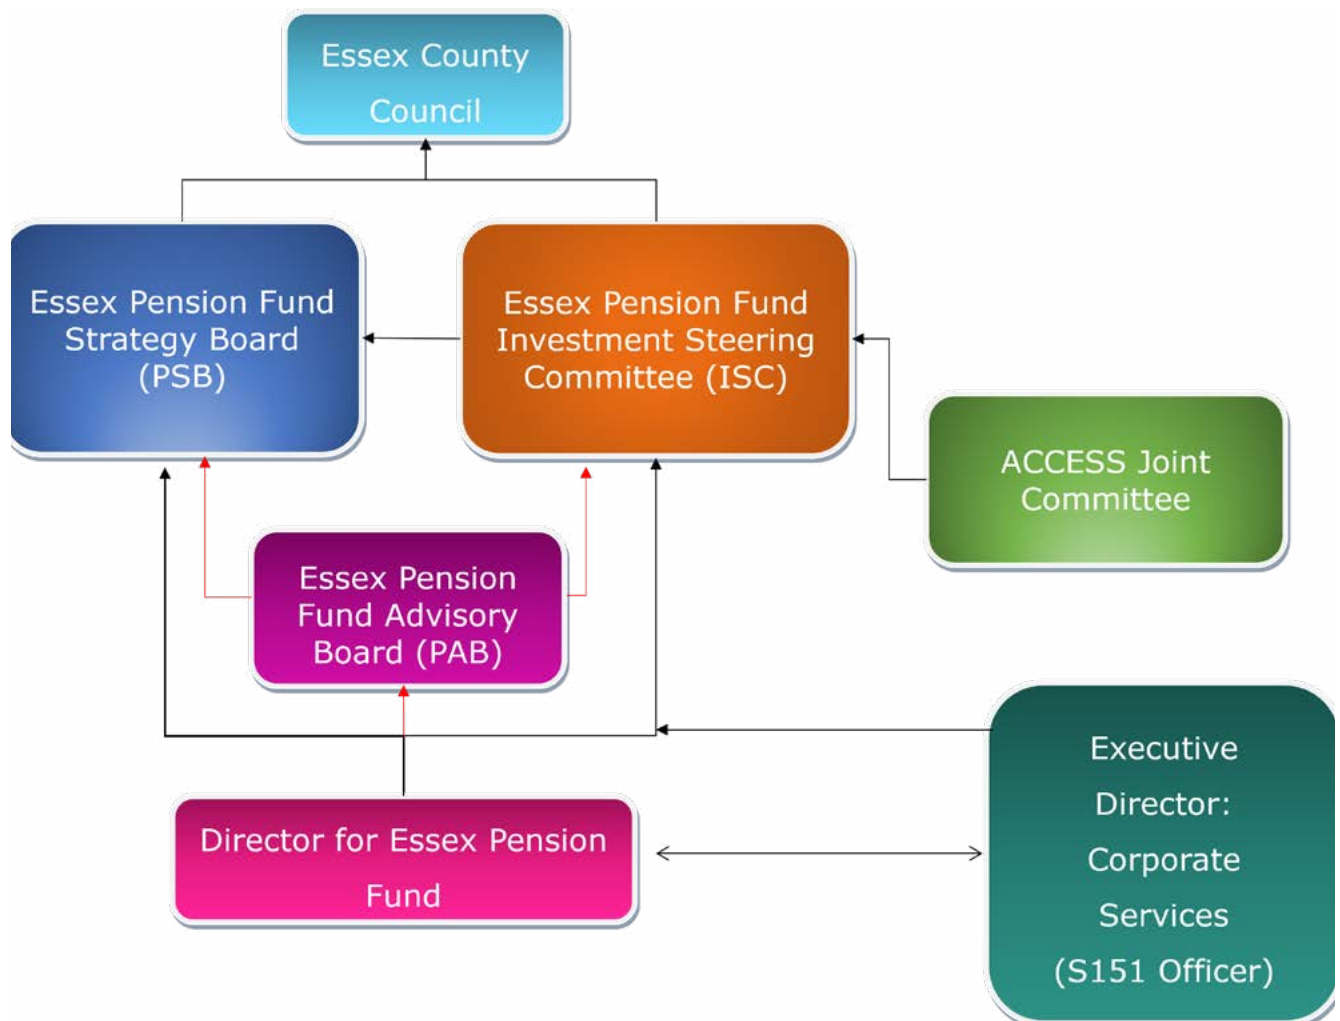 Essex County
Council
Essex Pension Fund
Strategy Board
(PSB)
Essex Pension Fund
Investment Steering
Committee (ISC)
ACCESS Joint
Committee
Essex Pension
Fund Advisory
Board (PAB)
Director for Essex Pension
Fund
Executive
Director:
Corporate
Services
(S151 Officer)